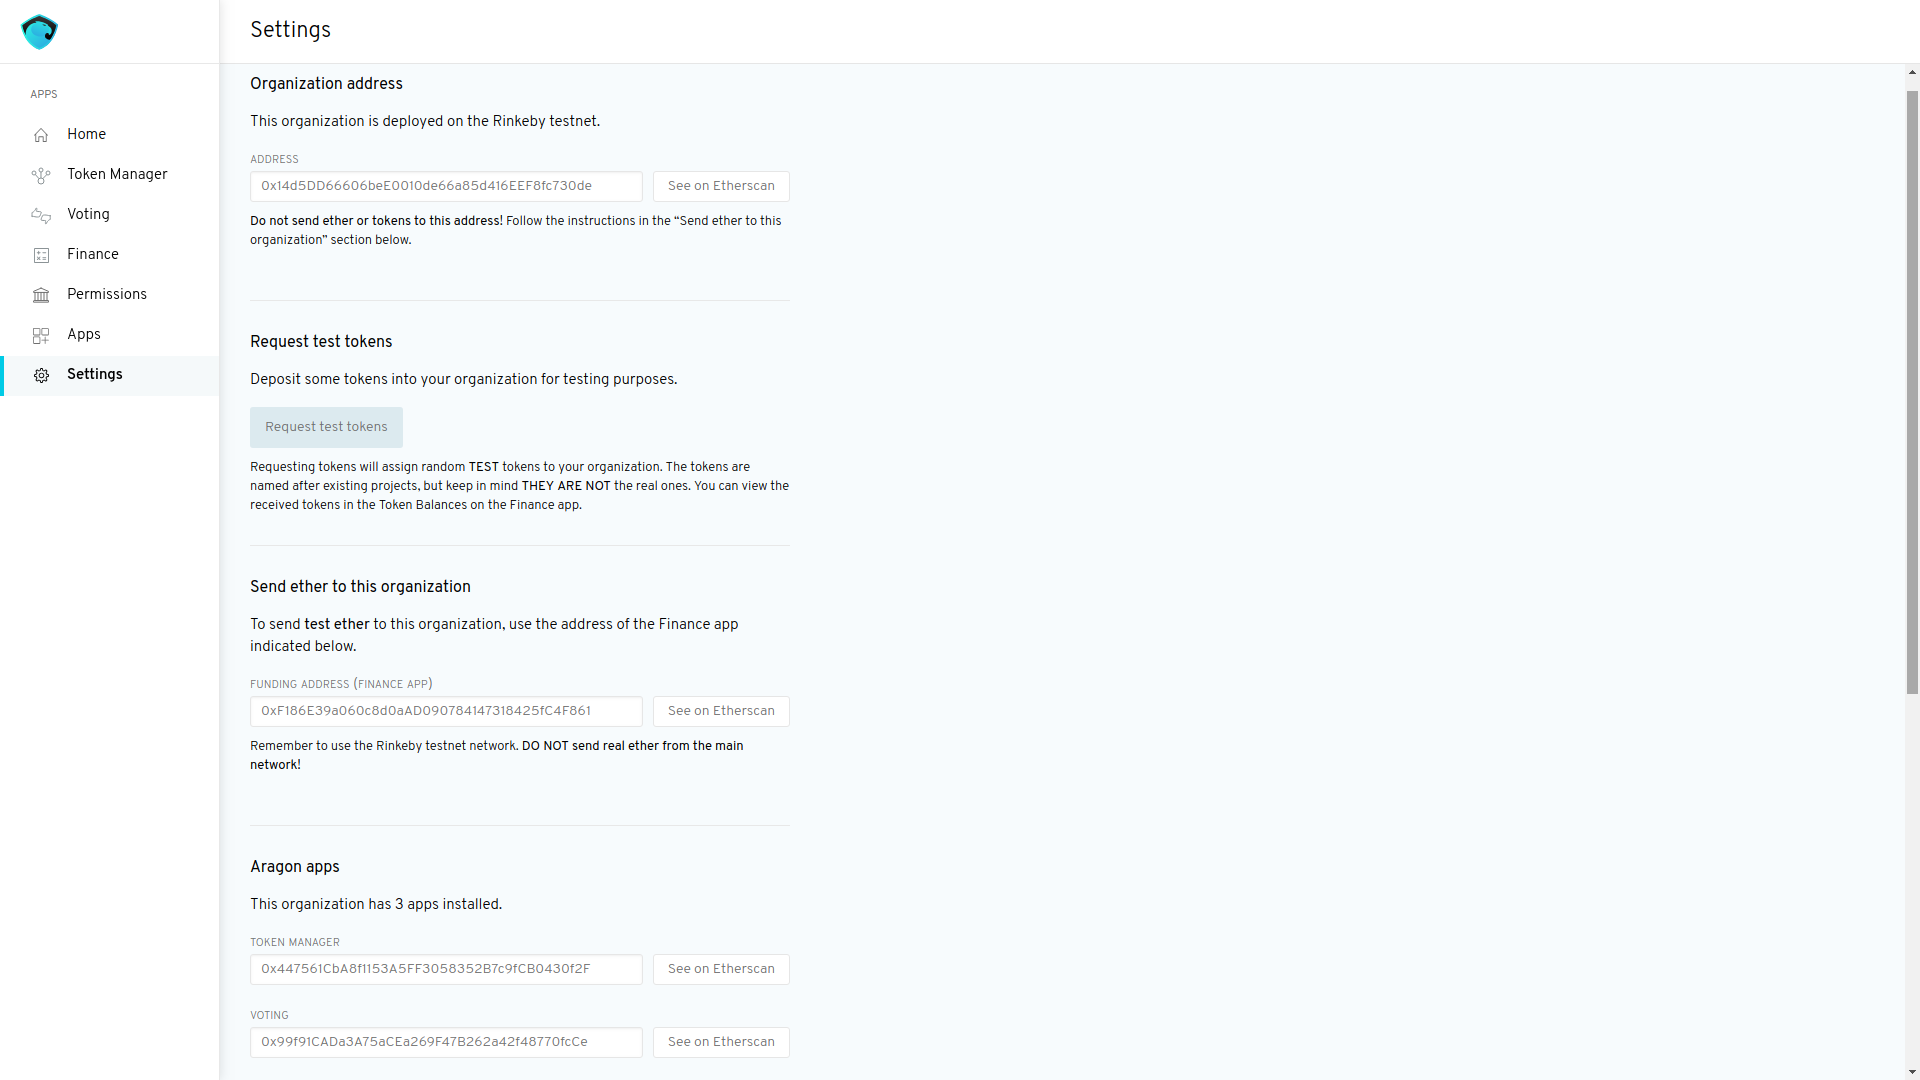 Settings
APPS
Home
Token Manager
Voting
Finance
Permissions
Apps
Settings
Organization address
This organization is deployed on the Rinkeby testnet.
ADDRESS
0x14d5DD66606beE0010de66a85d416EEF8fc730de See on Etherscan
Do not send ether or tokens to this address! Follow the instructions in the “Send ether to this
organization” section below.
Request test tokens
Deposit some tokens into your organization for testing purposes.
Request test tokens
Requesting tokens will assign random TEST tokens to your organization. The tokens are
named after existing projects, but keep in mind THEY ARE NOT the real ones. You can view the
received tokens in the Token Balances on the Finance app.
Send ether to this organization
To send test ether to this organization, use the address of the Finance app
indicated below.
FUNDING ADDRESS (FINANCE APP)
0xF186E39a060c8d0aAD090784147318425fC4F861 See on Etherscan
Remember to use the Rinkeby testnet network. DO NOT send real ether from the main
network!
Aragon apps
This organization has 3 apps installed.
TOKEN MANAGER
0x447561CbA8f1153A5FF3058352B7c9fCB0430f2F See on Etherscan
VOTING
0x99f91CADa3A75aCEa269F47B262a42f48770fcCe See on Etherscan